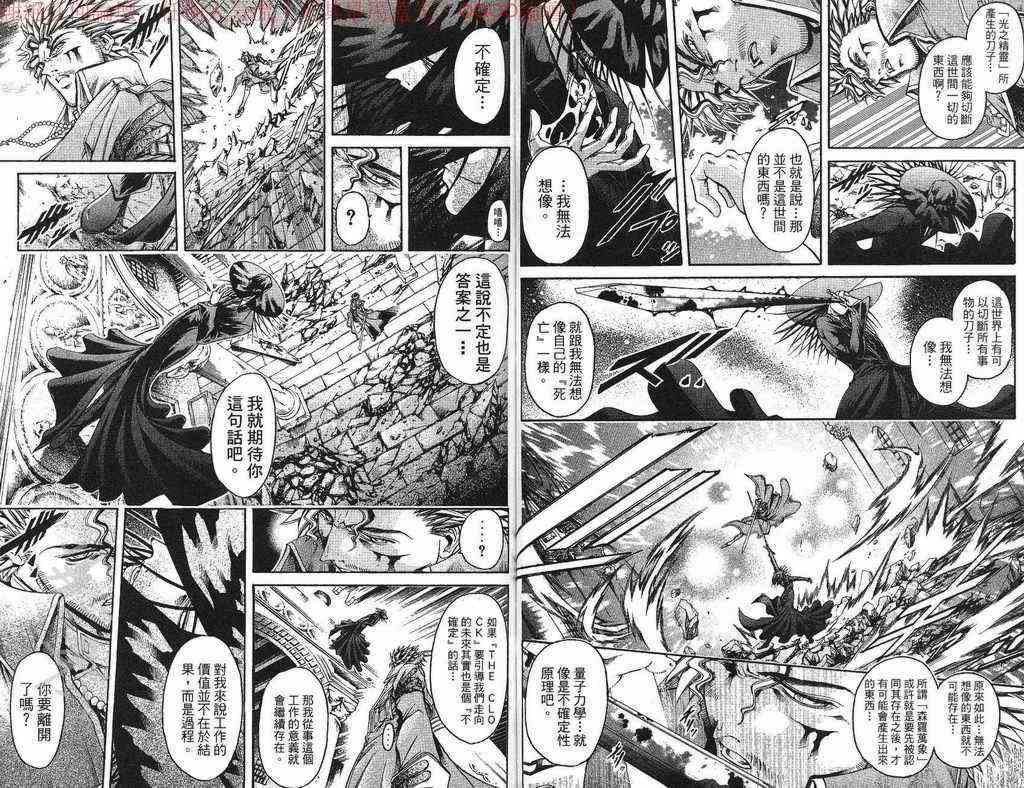 「光之精靈」所
產生的刀子…
應該能夠切斷
這世間一切的
東西啊？
也就是說…那
並不是這世間
的東西嗎？
…我無法
想像。
嘻嘻…
這世界上有可
以切斷所有事
物的刀子…
我無法想
像…
就跟我無法想
像自己的『死
亡』一樣。
原來如此…無法
想像的東西就不
可能存在…
所謂「森羅萬象」
或許就是要先被認
同其存在之後，才
有可能會產生出來
的東西…
量子力學…就
像是不確定性
原理吧。
不確定…
嘻嘻…
？
這說不定也是
答案之一…
我就期待你
這句話吧。
……？
如果『THE CLO
CK』要引導我們走向
的未來其實也是個『不
確定』的話…
那我從事這個
工作的意義就
會繼續存在
對我來說工作的
價值並不在於結
果，而是過程。
你要離開
了嗎？